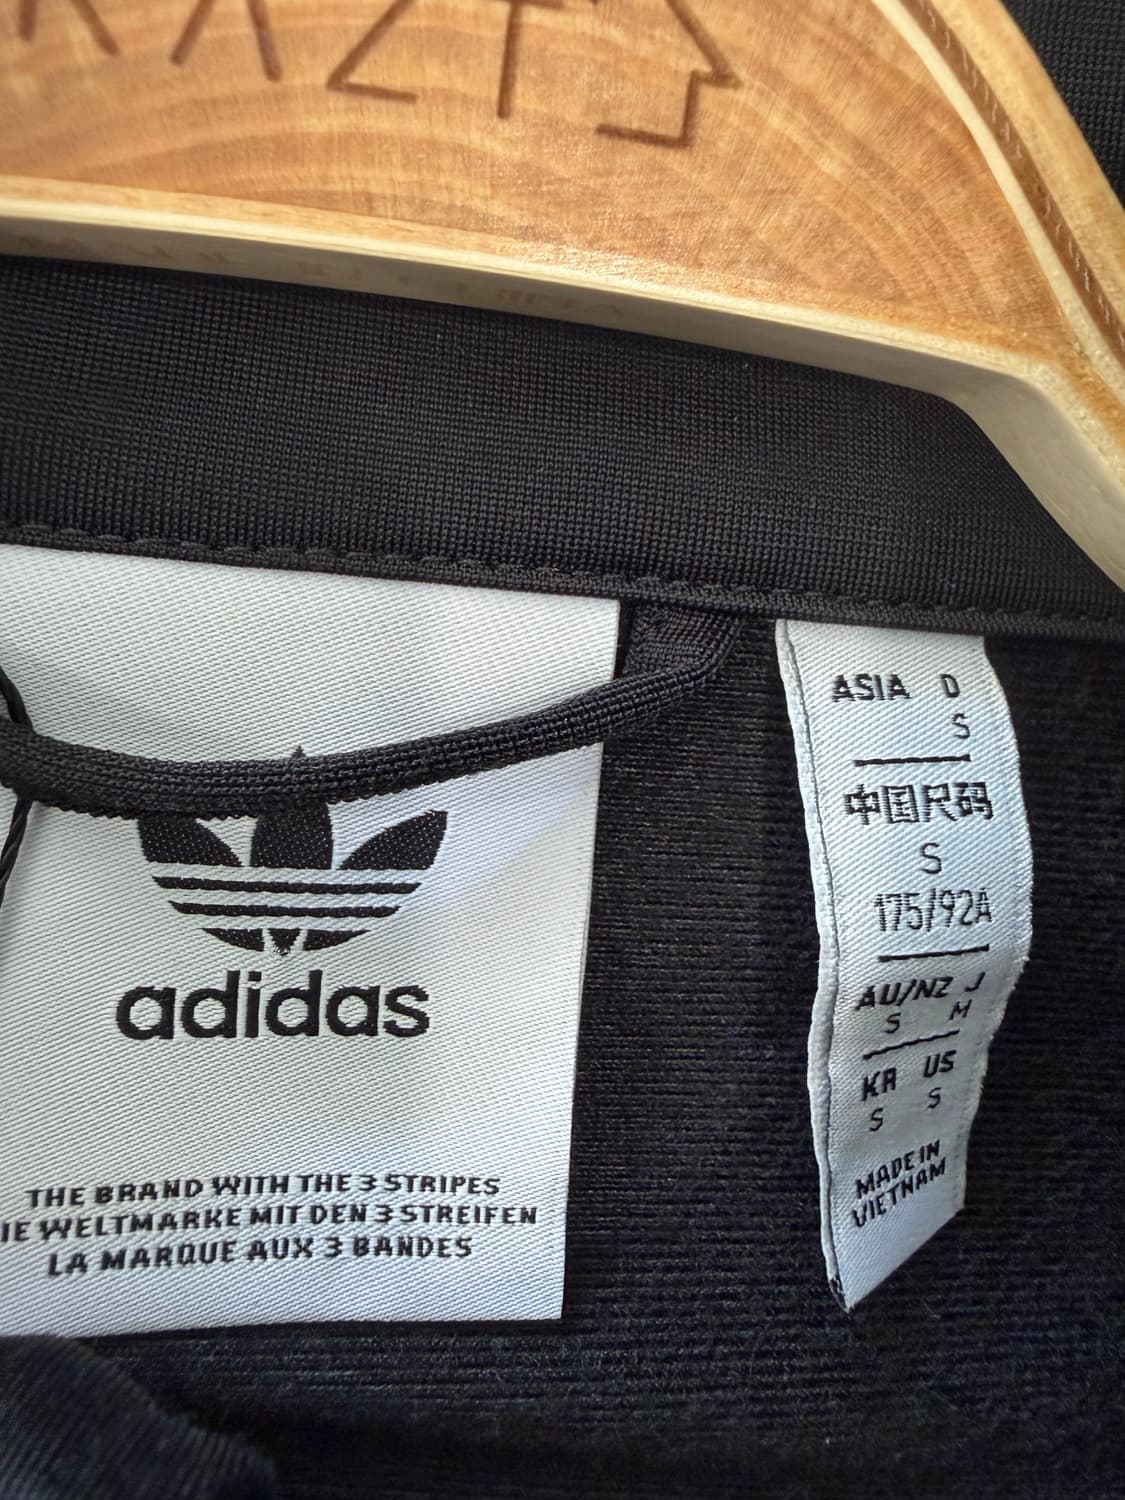 adidas
THE BRAND WITH THE 3 STRIPES
IE WELTMARKE MIT DEN 3 STREIFEN
LA MARQUE AUX 3 BANDES
ASIA D
S
中国尺码
S
175/92A
AU/NZ J
S M
KR US
S S
MADE IN
VIETNAM